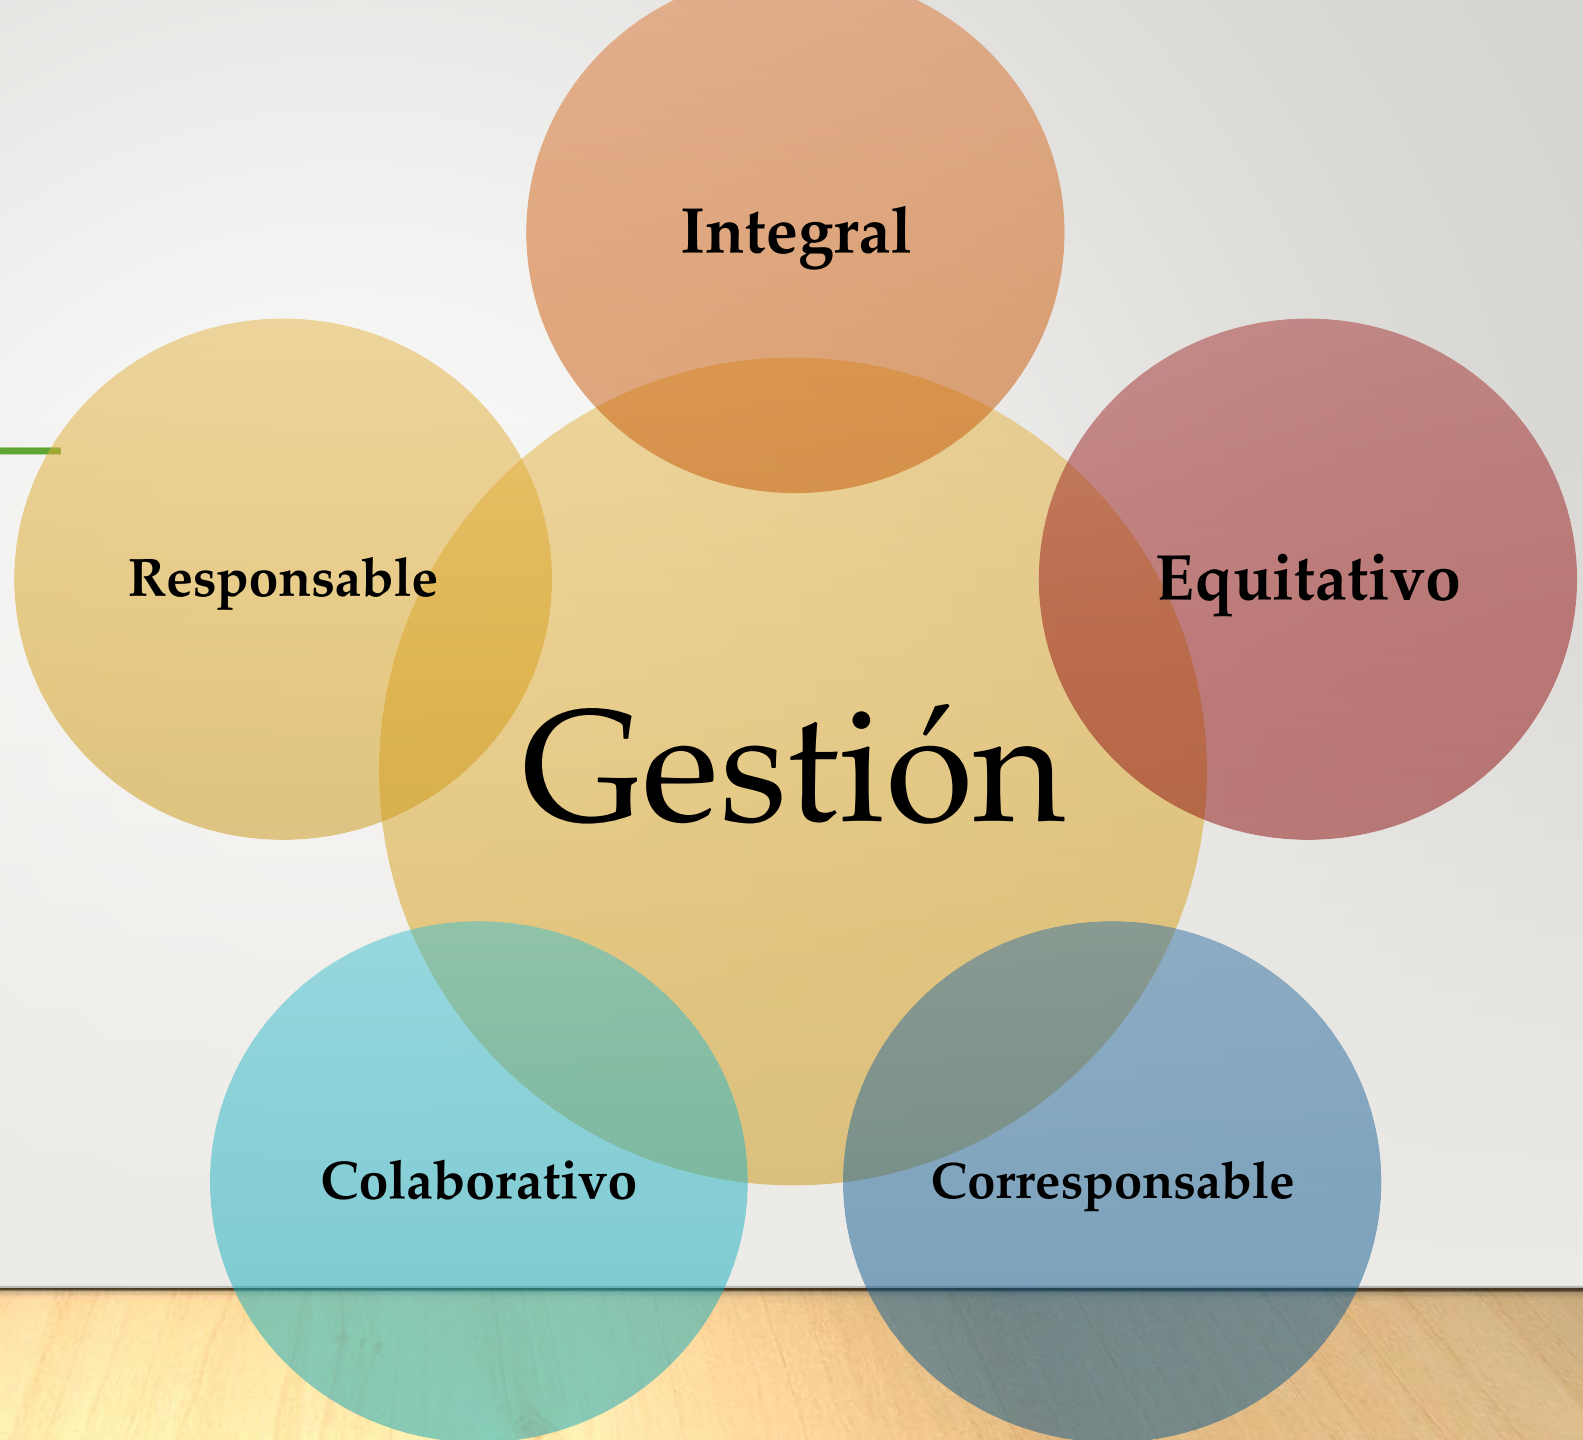 Integral
Responsable
Equitativo
Gestión
Colaborativo
Corresponsable